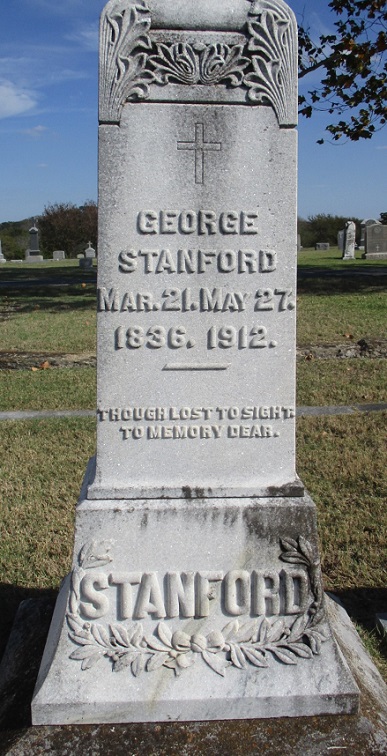 GEORGE
STANFORD
MAR. 21. MAY 27.
1836. 1912.
THOUGH LOST TO SIGHT.
TO MEMORY DEAR.
STANFORD